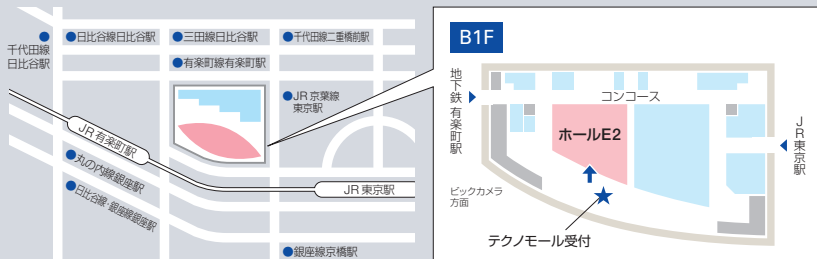 千代田線
日比谷駅
日比谷線日比谷駅
三田線日比谷駅
千代田線二重橋前駅
有楽町線有楽町駅
JR京葉線
東京駅
JR有楽町駅
丸の内線銀座駅
日比谷線・銀座線銀座駅
JR東京駅
銀座線京橋駅
B1F
地下鉄 有楽町駅
コンコース
ホールE2
JR東京駅
ビックカメラ
方面
テクノモール受付